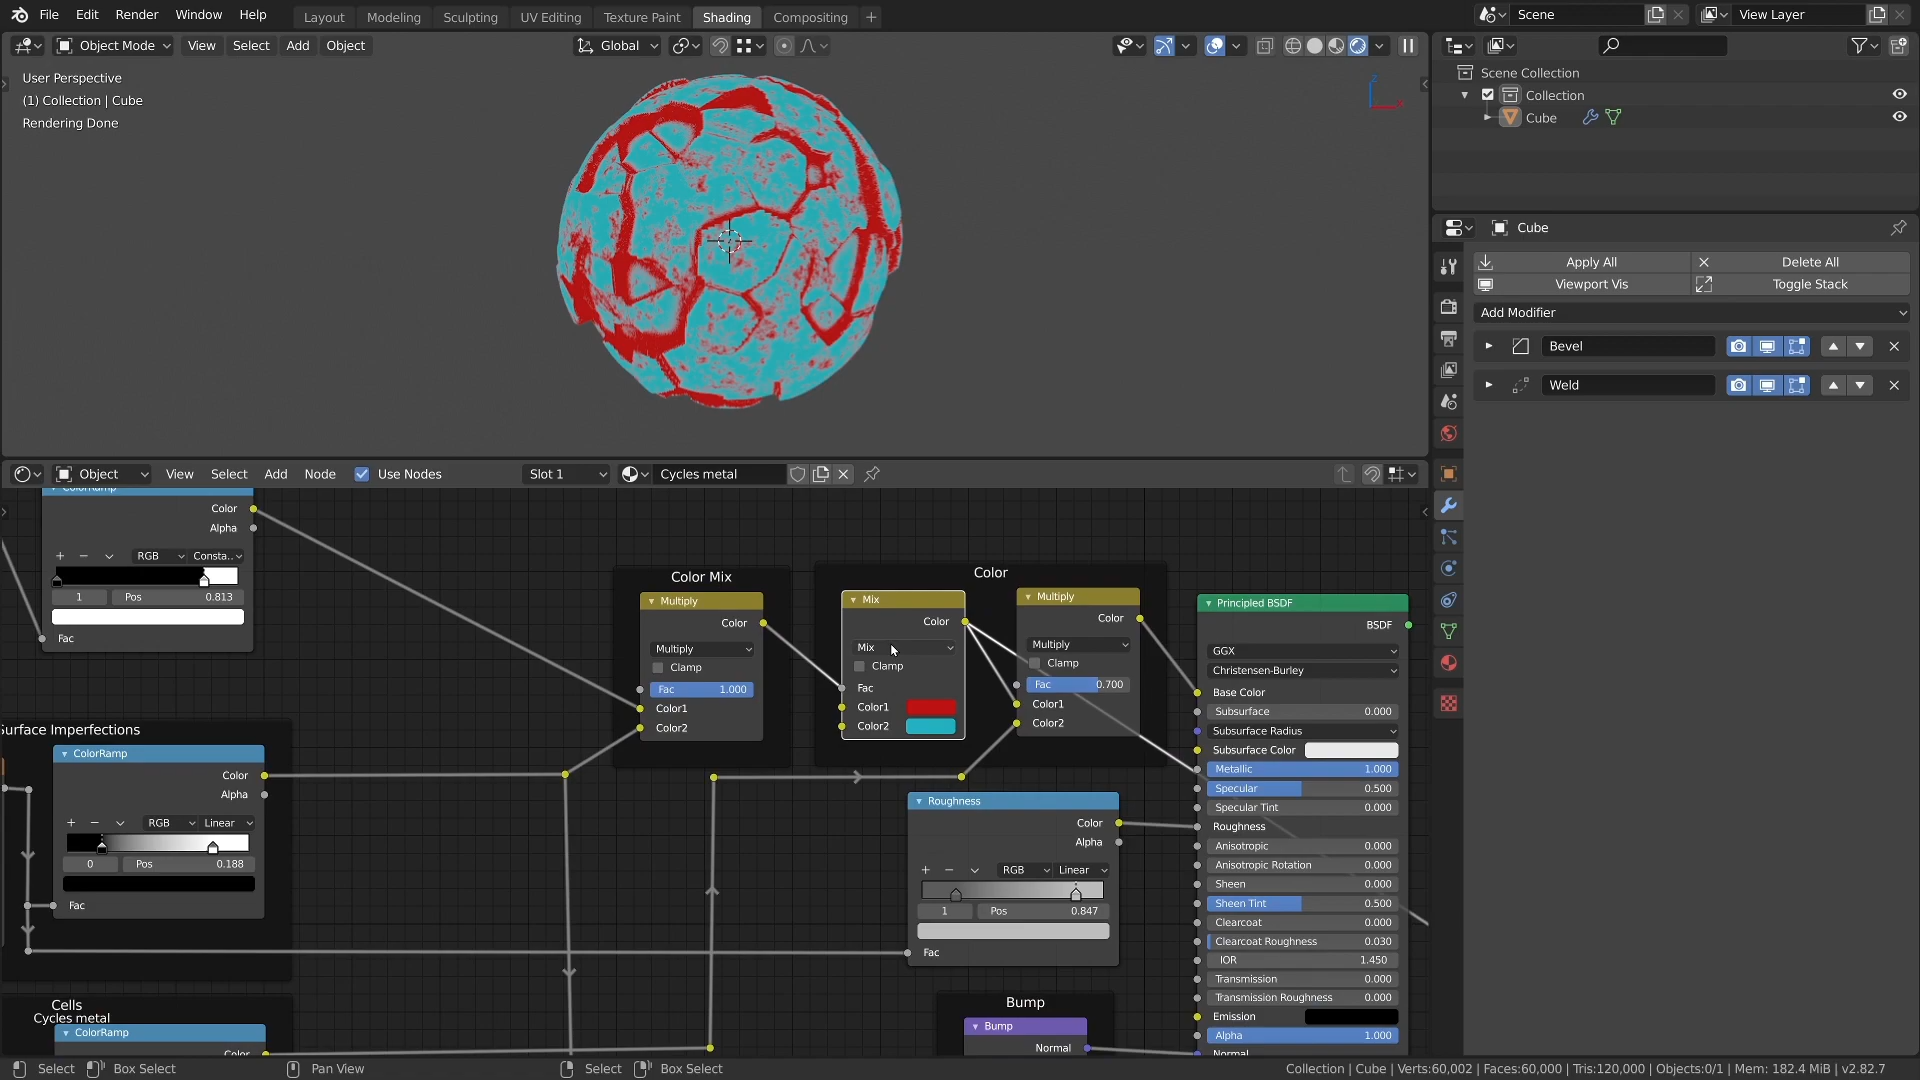 File Edit Render Window Help
Layout Modeling Sculpting UV Editing Texture Paint Shading Compositing
Scene
View Layer
Object Mode View Select Add Object
Global
User Perspective
(1) Collection | Cube
Rendering Done
Z
Scene Collection
Collection
Cube
Cube
Apply All Delete All
Viewport Vis Toggle Stack
Add Modifier
Bevel
Weld
Object View Select Add Node Use Nodes Slot 1 Cycles metal
ColorRamp
Color
Alpha
RGB Consta..
1 Pos 0.813
Fac
Surface Imperfections
ColorRamp
Color
Alpha
RGB Linear
0 Pos 0.188
Fac
Cells
Cycles metal
ColorRamp
Color
Color Mix
Multiply
Color
Multiply
Clamp
Fac 1.000
Color1
Color2
Color
Mix
Color
Mix
Clamp
Fac
Color1
Color2
Multiply
Color
Multiply
Clamp
Fac 0.700
Color1
Color2
Roughness
Color
Alpha
RGB Linear
1 Pos 0.847
Fac
Bump
Bump
Normal
Principled BSDF
BSDF
GGX
Christensen-Burley
Base Color
Subsurface 0.000
Subsurface Radius
Subsurface Color
Metallic 1.000
Specular 0.500
Specular Tint 0.000
Roughness
Anisotropic 0.000
Anisotropic Rotation 0.000
Sheen 0.000
Sheen Tint 0.500
Clearcoat 0.000
Clearcoat Roughness 0.030
IOR 1.450
Transmission 0.000
Transmission Roughness 0.000
Emission
Alpha 1.000
Normal
Select Box Select Pan View Select Box Select
Collection | Cube | Verts:60,002 | Faces:60,000 | Tris:120,000 | Objects:0/1 | Mem: 182.4 MiB | v2.82.7